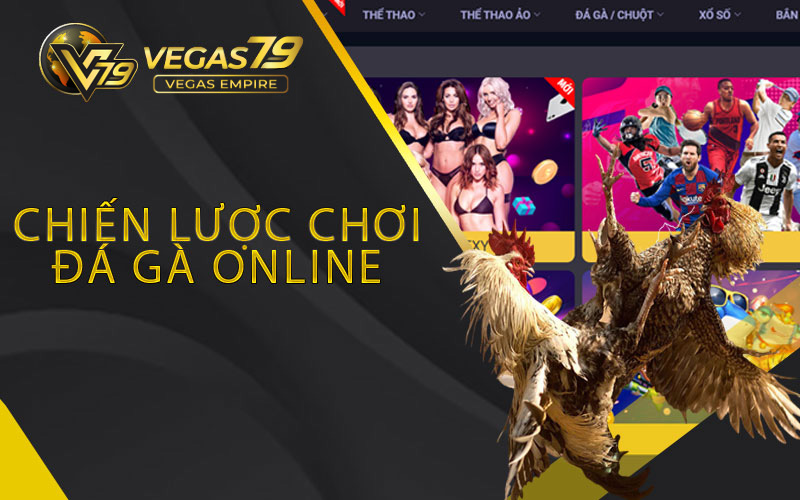 THỂ THAO
THỂ THAO ẢO
ĐÁ GÀ / CHUỘT
XỔ SỐ
BẮN
VEGAS79
VEGAS EMPIRE
V79
MỚI
CHIẾN LƯỢC CHƠI
ĐÁ GÀ ONLINE
Jeep